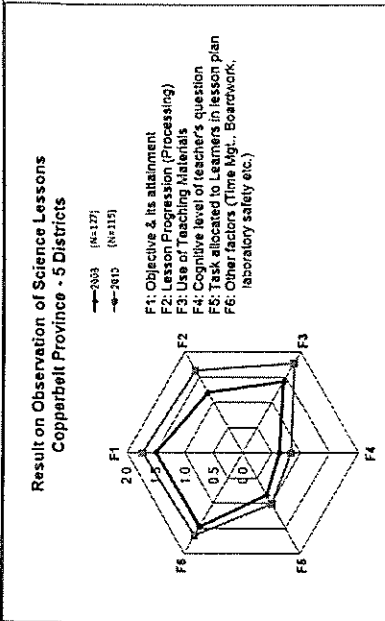 Result on Observation of Science Lessons
Copperbelt Province - 5 Districts
2008 [N=127]
2010 [N=115]
F1: Objective & its attainment
F2: Lesson Progression (Processing)
F3: Use of Teaching Materials
F4: Cognitive level of teacher's question
F5: Task allocated to Learners in lesson plan
F6: Other factors (Time Mgt., Boardwork,
laboratory safety etc.)
F1
2.0
1.5
1.0
0.5
0.0
F2
F3
F4
F5
F6